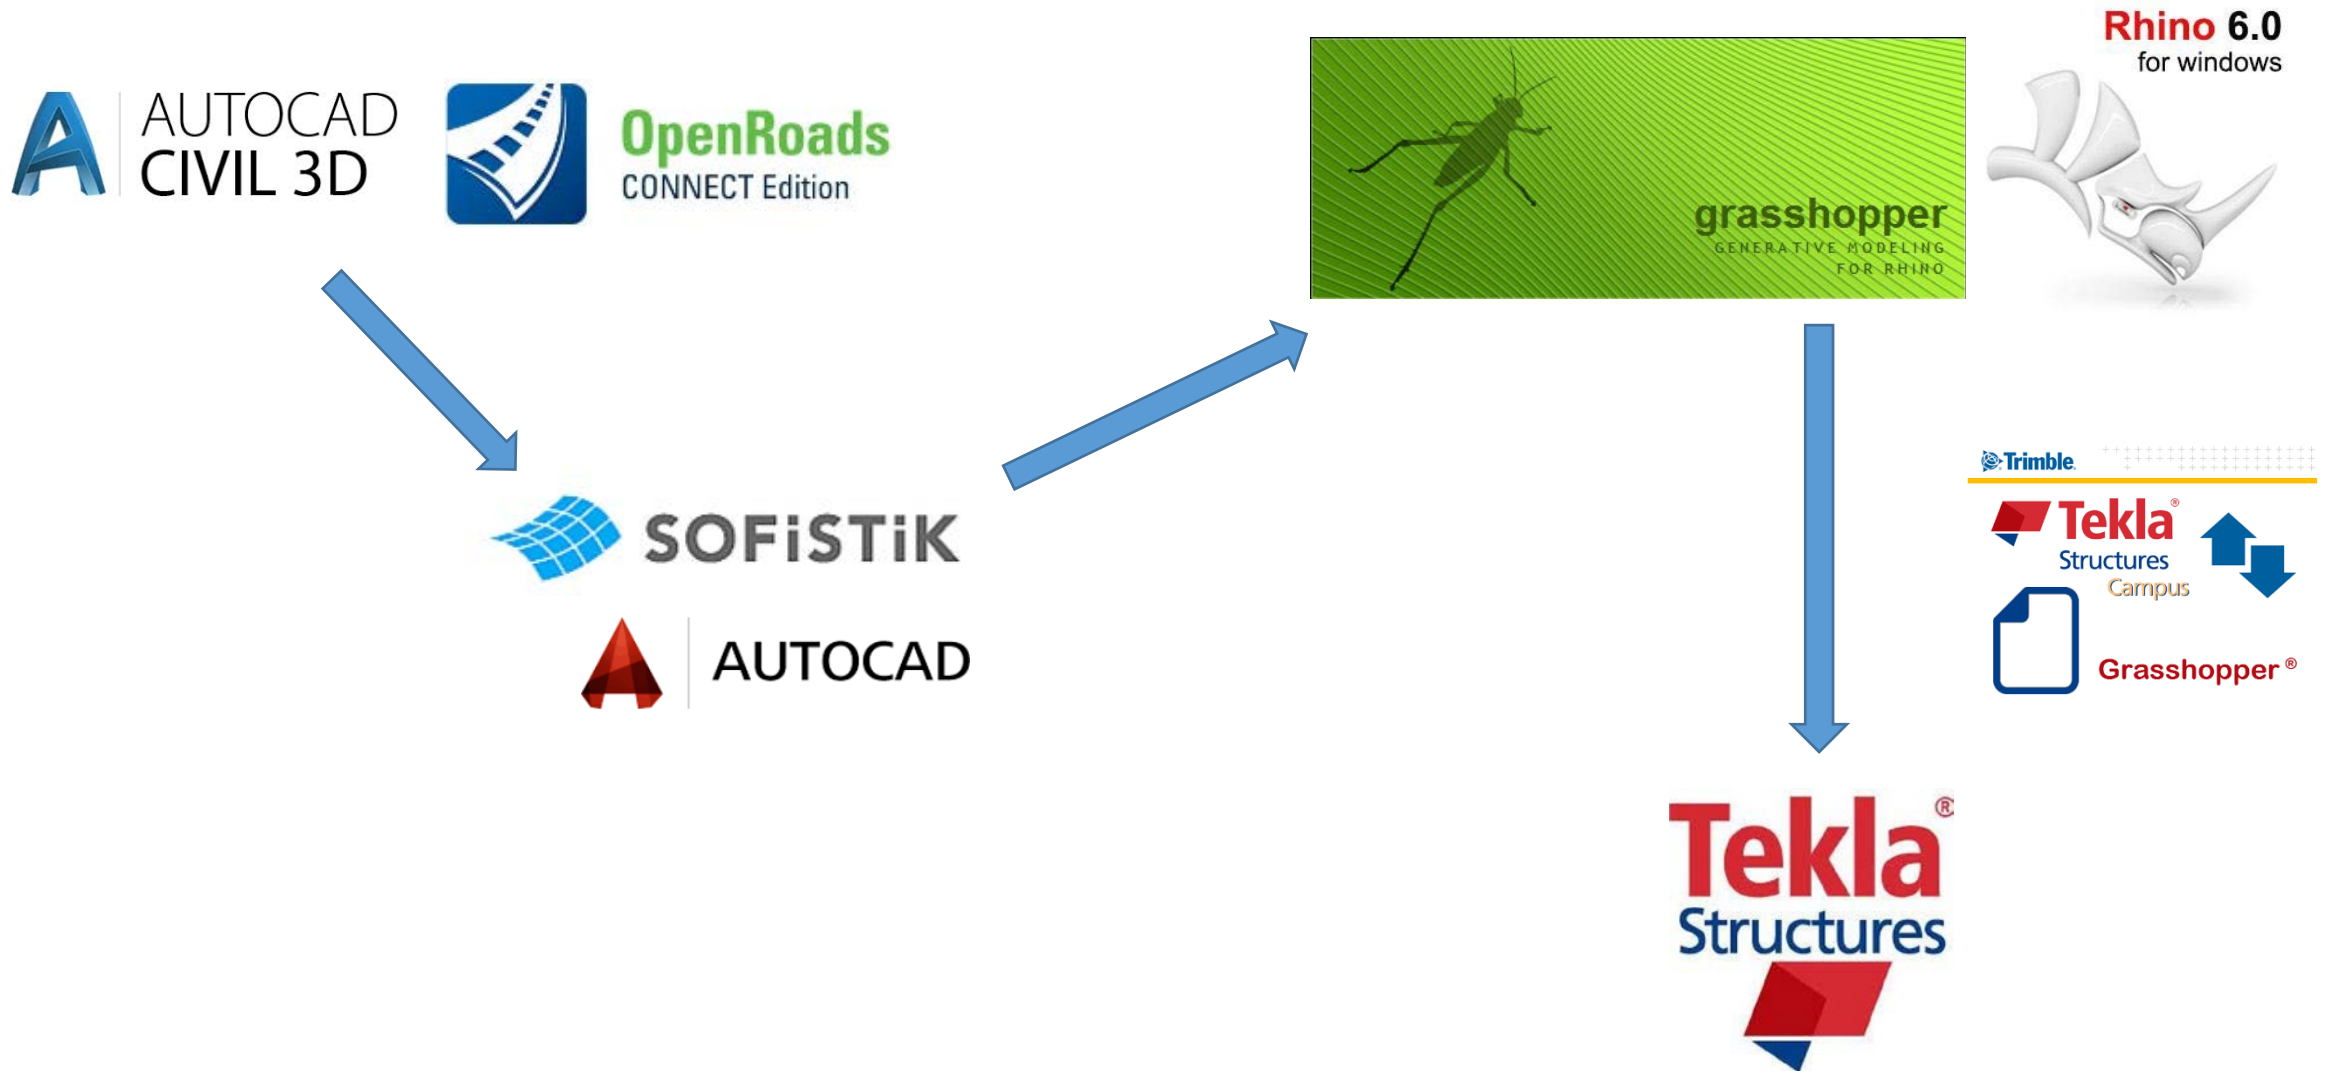 AUTOCAD
CIVIL 3D
OpenRoads
CONNECT Edition
grasshopper
GENERATIVE MODELING
FOR RHINO
Rhino 6.0
for windows
SOFiSTiK
AUTOCAD
Trimble
Tekla®
Structures
Campus
Grasshopper®
Tekla®
Structures